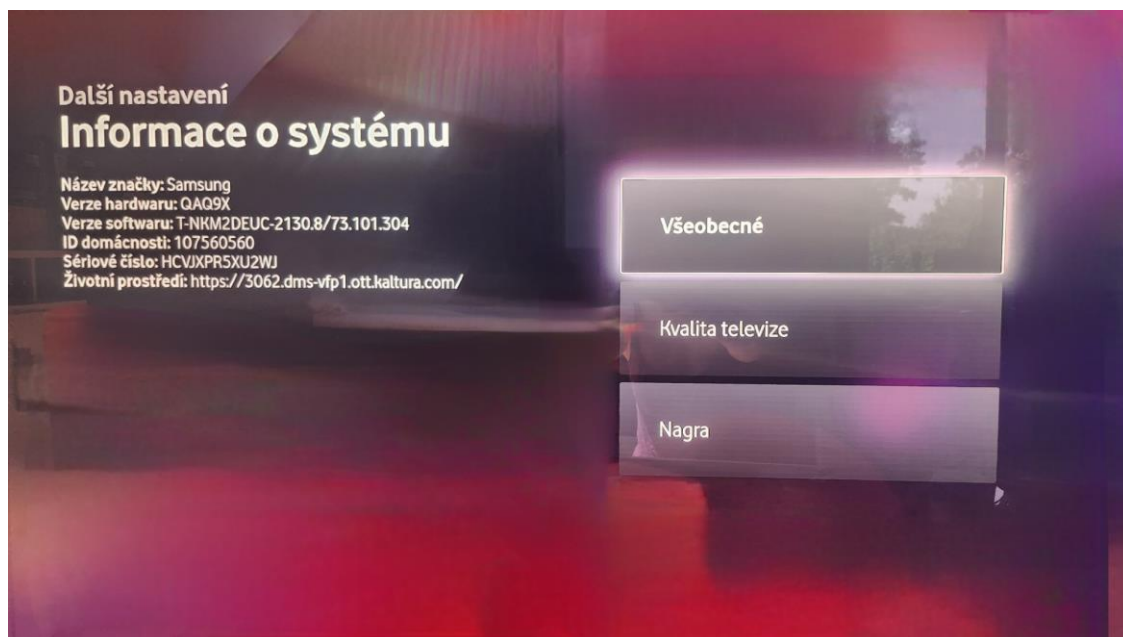 Další nastavení
Informace o systému
Název značky: Samsung
Verze hardwaru: QAQ9X
Verze softwaru: T-NKM2DEUC-2130.8/73.101.304
ID domácnosti: 107560560
Sériové číslo: HCVJXPR5XU2WJ
Životní prostředí: https://3062.dms-vfp1.ott.kaltura.com/
Všeobecné
Kvalita televize
Nagra